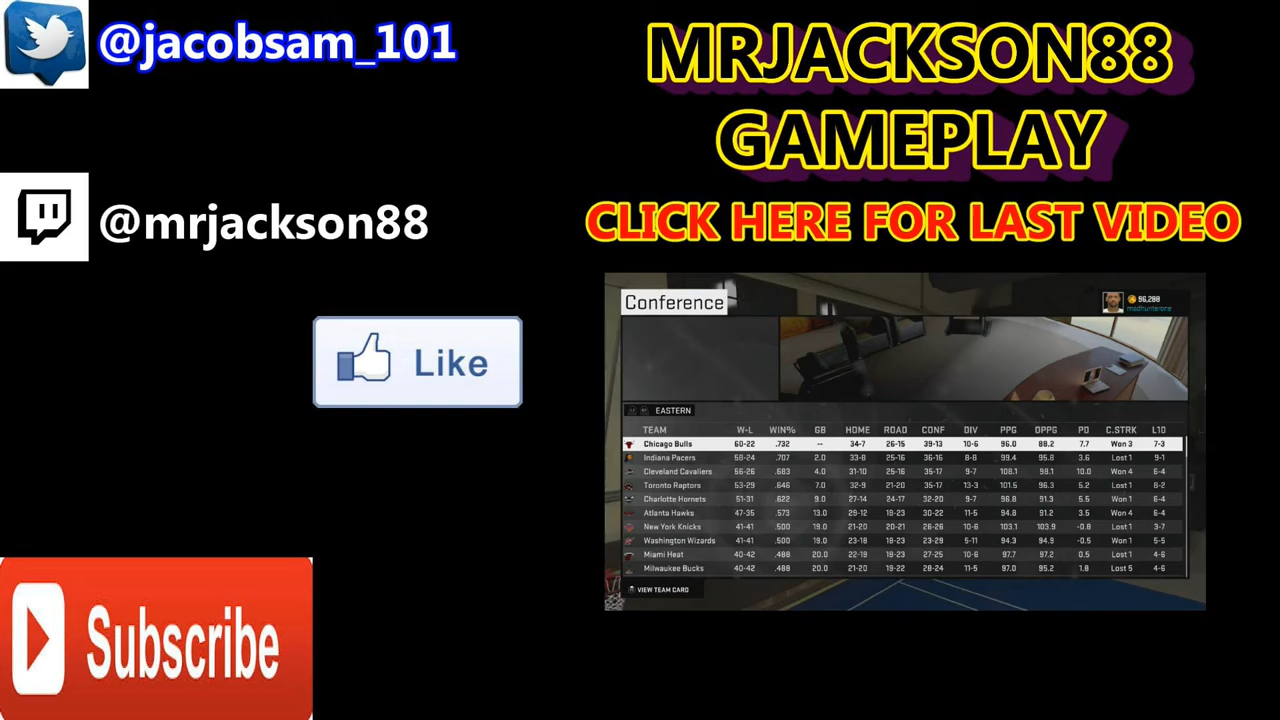 @jacobsam_101
MRJACKSON88
GAMEPLAY
@mrjackson88
CLICK HERE FOR LAST VIDEO
Like
Subscribe
Conference
96,288
madhunterone
EASTERN
TEAM W-L WIN% GB HOME ROAD CONF DIV PPG OPPG PD C.STRK L10
Chicago Bulls 60-22 .732 -- 34-7 26-15 39-13 10-6 96.0 88.2 7.7 Won 3 7-3
Indiana Pacers 58-24 .707 2.0 33-8 25-16 36-16 8-8 99.4 95.8 3.6 Lost 1 9-1
Cleveland Cavaliers 56-26 .683 4.0 31-10 25-16 35-17 9-7 108.1 98.1 10.0 Won 4 6-4
Toronto Raptors 53-29 .646 7.0 32-9 21-20 35-17 13-3 101.5 96.3 5.2 Lost 1 8-2
Charlotte Hornets 51-31 .622 9.0 27-14 24-17 32-20 9-7 96.8 91.3 5.5 Won 1 6-4
Atlanta Hawks 47-35 .573 13.0 29-12 18-23 30-22 11-5 94.8 91.2 3.5 Won 4 6-4
New York Knicks 41-41 .500 19.0 21-20 20-21 26-26 10-6 103.1 103.9 -0.8 Lost 1 3-7
Washington Wizards 41-41 .500 19.0 23-18 18-23 23-29 5-11 94.3 94.9 -0.5 Won 1 5-5
Miami Heat 40-42 .488 20.0 22-19 18-23 27-25 10-6 97.7 97.2 0.5 Lost 1 4-6
Milwaukee Bucks 40-42 .488 20.0 21-20 19-22 28-24 11-5 97.0 95.2 1.8 Lost 5 4-6
VIEW TEAM CARD